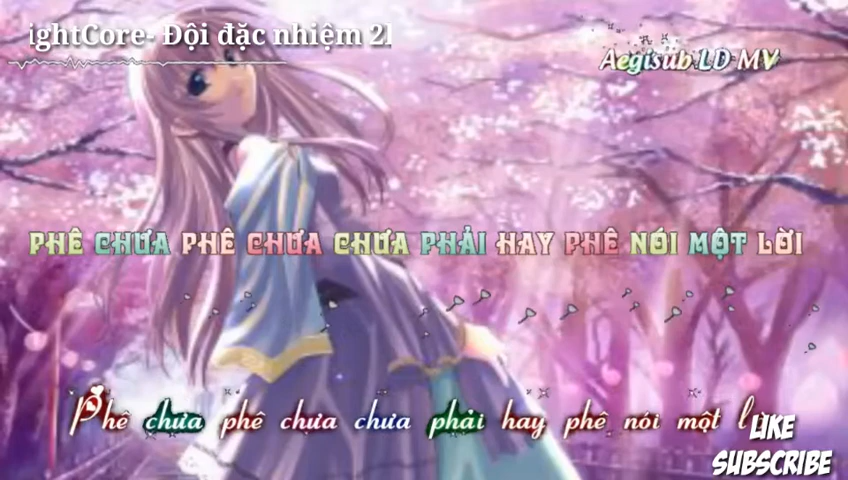 ightCore- Đội đặc nhiệm 2
Aegisub LD MV
PHÊ CHƯA PHÊ CHƯA CHƯA PHẢI HAY PHÊ NÓI MỘT LỜI
Phê chưa phê chưa chưa phải hay phê nói một
LIKE
SUBSCRIBE